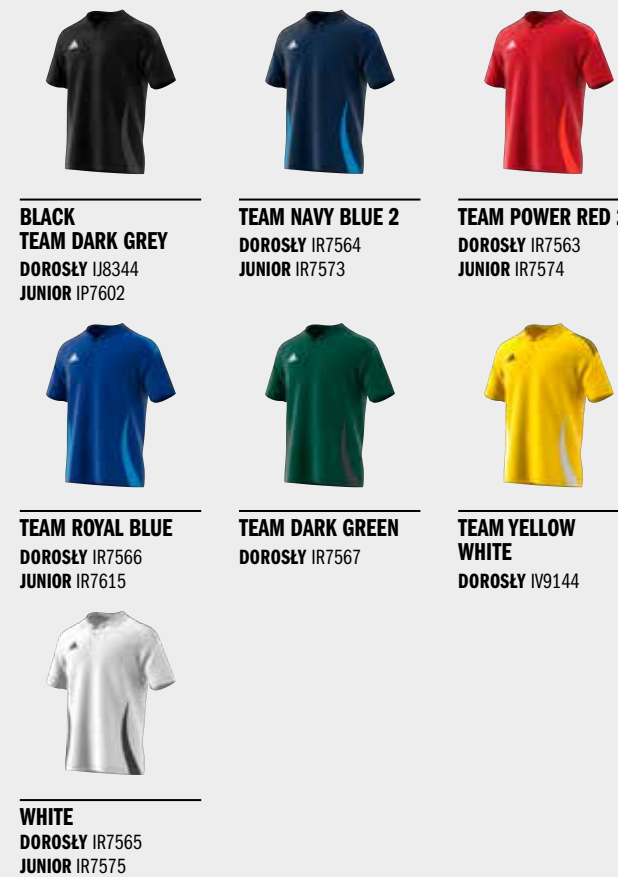 BLACK
TEAM DARK GREY
DOROSŁY IJ8344
JUNIOR IP7602
TEAM NAVY BLUE 2
DOROSŁY IR7564
JUNIOR IR7573
TEAM POWER RED 2
DOROSŁY IR7563
JUNIOR IR7574
TEAM ROYAL BLUE
DOROSŁY IR7566
JUNIOR IR7615
TEAM DARK GREEN
DOROSŁY IR7567
TEAM YELLOW
WHITE
DOROSŁY IV9144
WHITE
DOROSŁY IR7565
JUNIOR IR7575